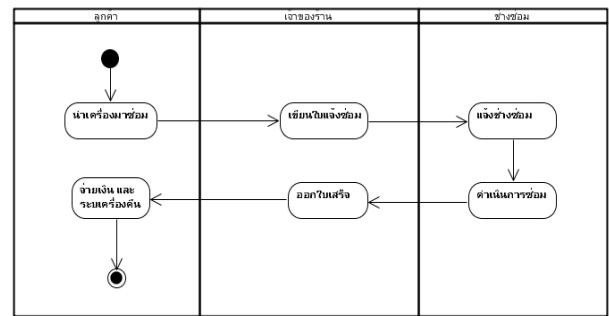 ลูกค้า
เจ้าของร้าน
ช่างซ่อม
นำเครื่องมาซ่อม
เขียนใบแจ้งซ่อม
แจ้งช่างซ่อม
จ่ายเงิน และ
ระบเครื่องคืน
ออกใบเสร็จ
ดำเนินการซ่อม